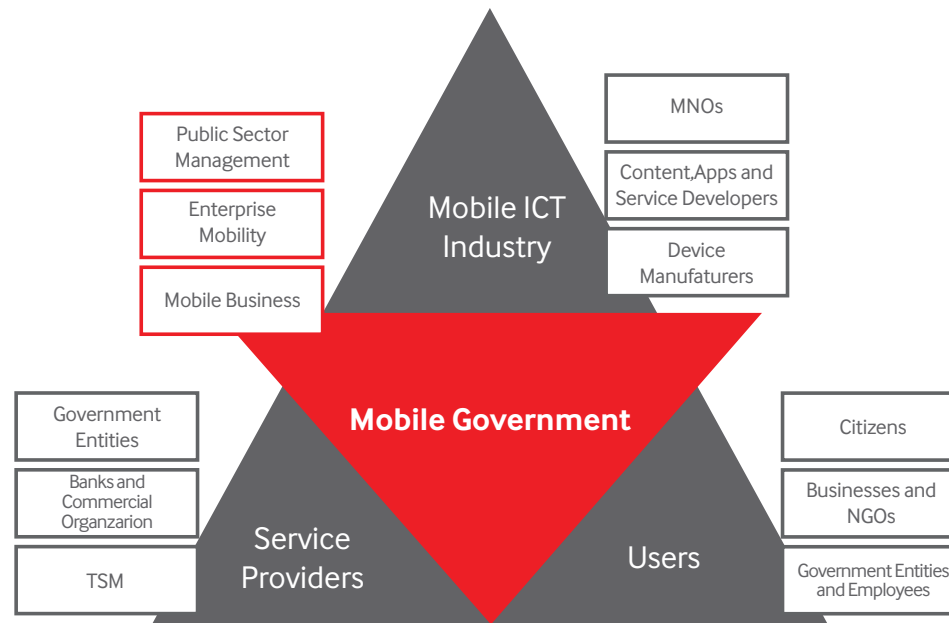 MNOs
Public Sector
Management
Content,Apps and
Service Developers
Enterprise
Mobility
Mobile ICT
Industry
Device
Manufaturers
Mobile Business
Mobile Government
Government
Entities
Citizens
Banks and
Commercial
Organzarion
Businesses and
NGOs
Service
Providers
Users
TSM
Government Entities
and Employees